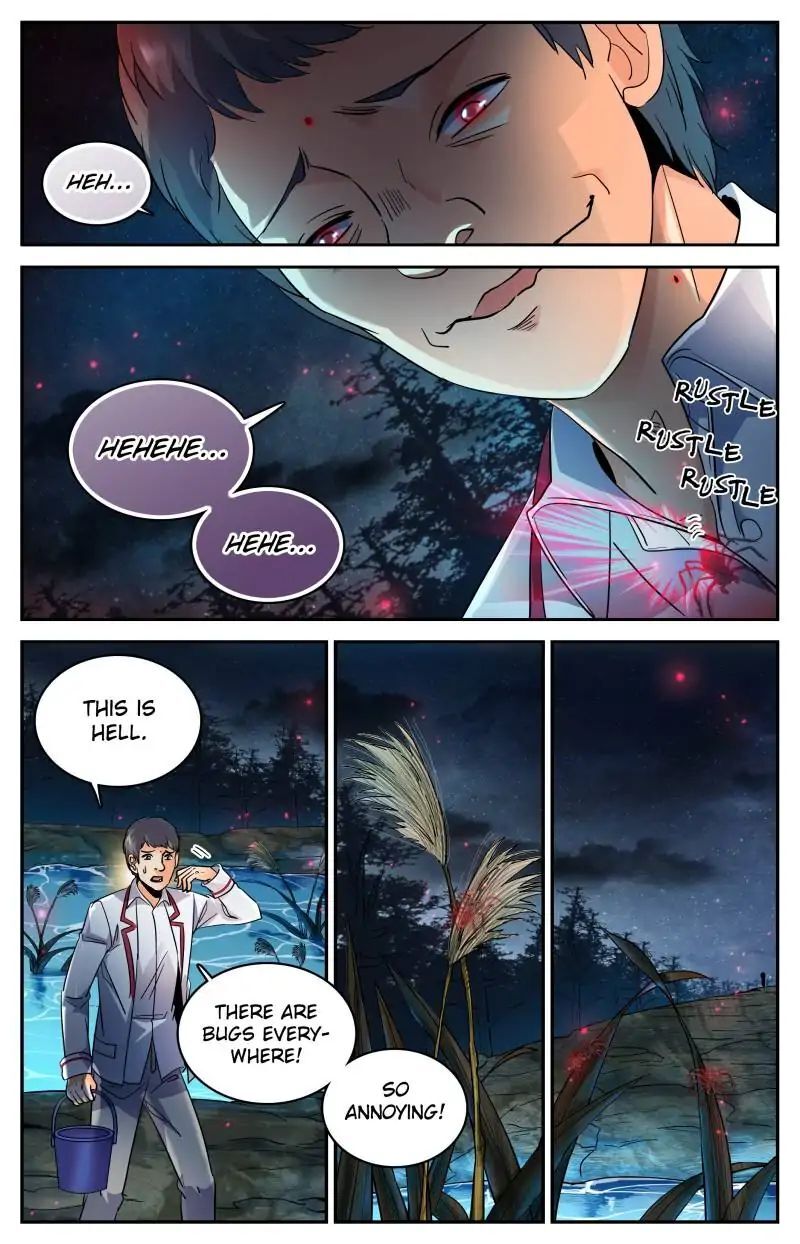 HEH...
HEHEHE...
HEHE...
RUSTLE
RUSTLE
RUSTLE
THIS IS
HELL.
THERE ARE
BUGS EVERY-
WHERE!
SO
ANNOYING!